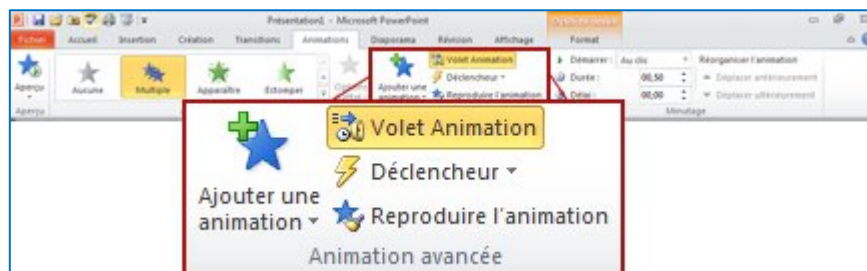 Présentation1 - Microsoft PowerPoint
Fichier Accueil Insertion Création Transitions Animations Diaporama Révision Affichage Format
Aperçu Aucune Multiple Apparaître Estomper Ajouter une animation Volet Animation Démarrer : Au clic Réorganiser l'animation
Déclencheur Durée : 00,50 Déplacer antérieurement
Reproduire l'animation Délai : 00,00 Déplacer ultérieurement
Aperçu Minutage
Volet Animation
Déclencheur
Ajouter une
animation
Reproduire l'animation
Animation avancée